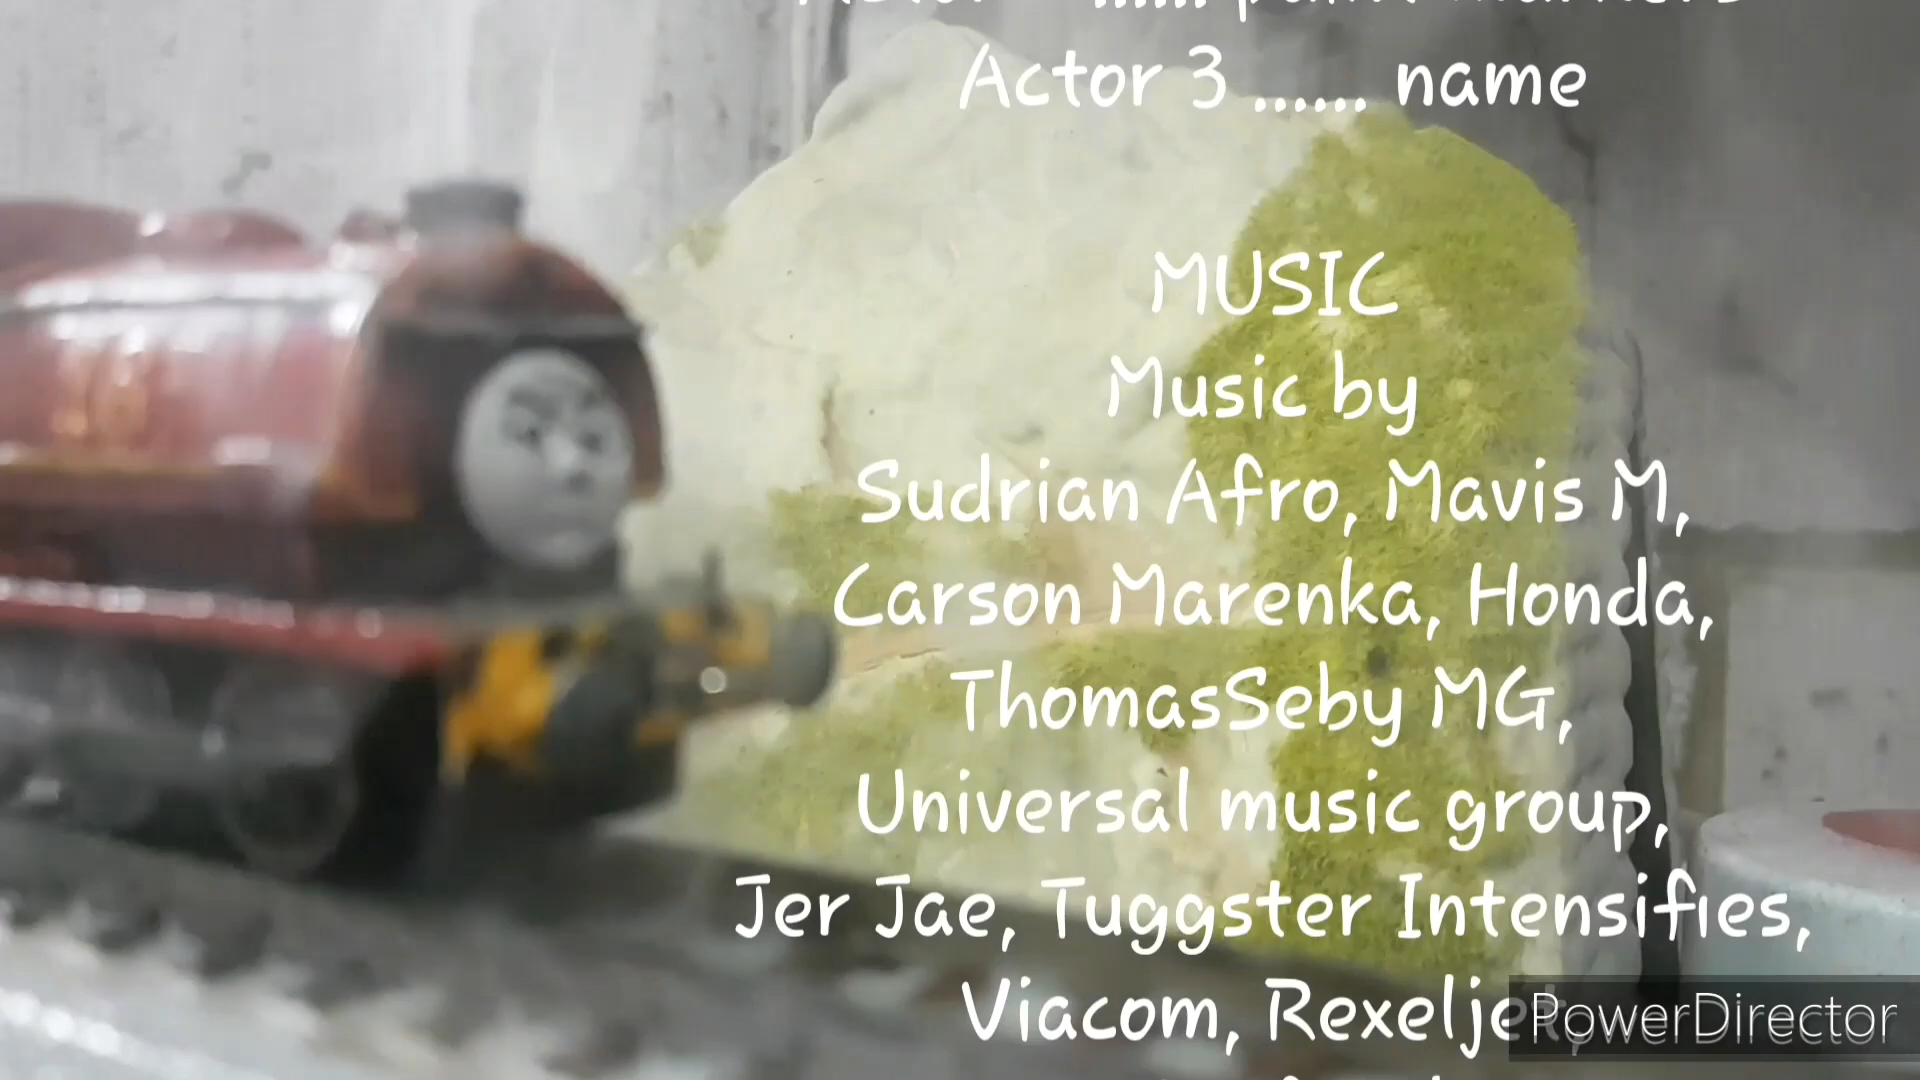 Actor 3 ...... name
MUSIC
Music by
Sudrian Afro, Mavis M,
Carson Marenka, Honda,
ThomasSeby MG,
Universal music group,
Jer Jae, Tuggster Intensifies,
Viacom,
PowerDirector